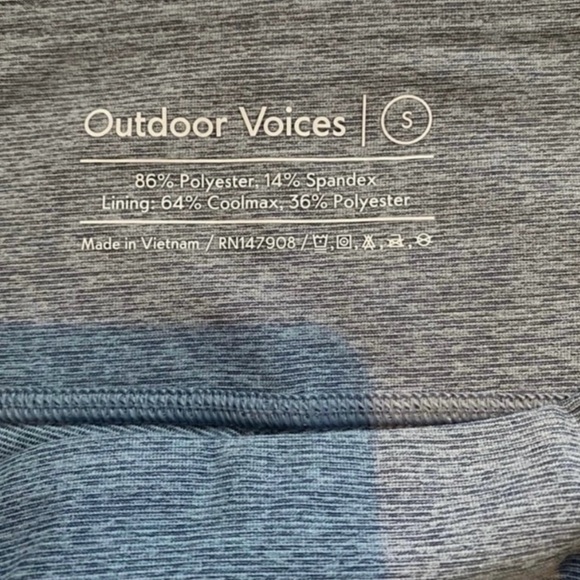 Outdoor Voices | S
86% Polyester, 14% Spandex
Lining: 64% Coolmax, 36% Polyester
Made in Vietnam / RN147908 /